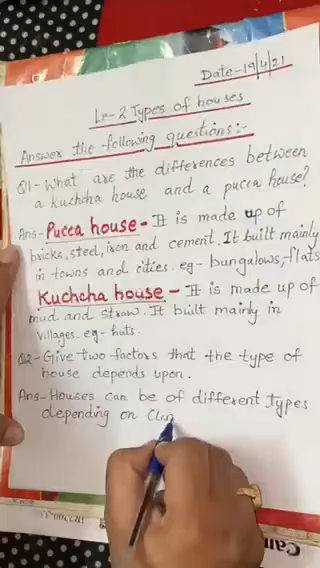 Date-19/4/21
Le-2 Types of houses
Answer the following questions:-
Q1-What are the differences between
a kuchcha house and a pucca house?
Ans-Pucca house- It is made up of
bricks, steel, iron and cement. It built mainly
in towns and cities. eg- bungalows, flats
Kuchcha house - It is made up of
mud and straw. It built mainly in
villages. eg- huts.
Q2-Give two factors that the type of
house depends upon.
Ans-Houses can be of different types
depending on
Cam